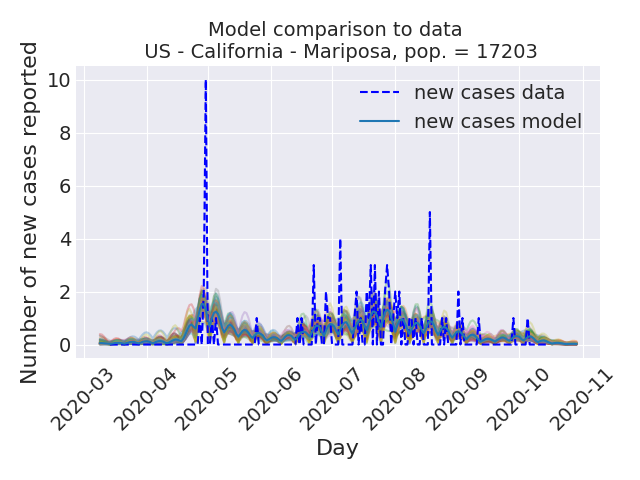 Model comparison to data
US - California - Mariposa, pop. = 17203
Number of new cases reported
10
8
6
4
2
0
new cases data
new cases model
2020-03
2020-04
2020-05
2020-06
2020-07
2020-08
2020-09
2020-10
2020-11
Day